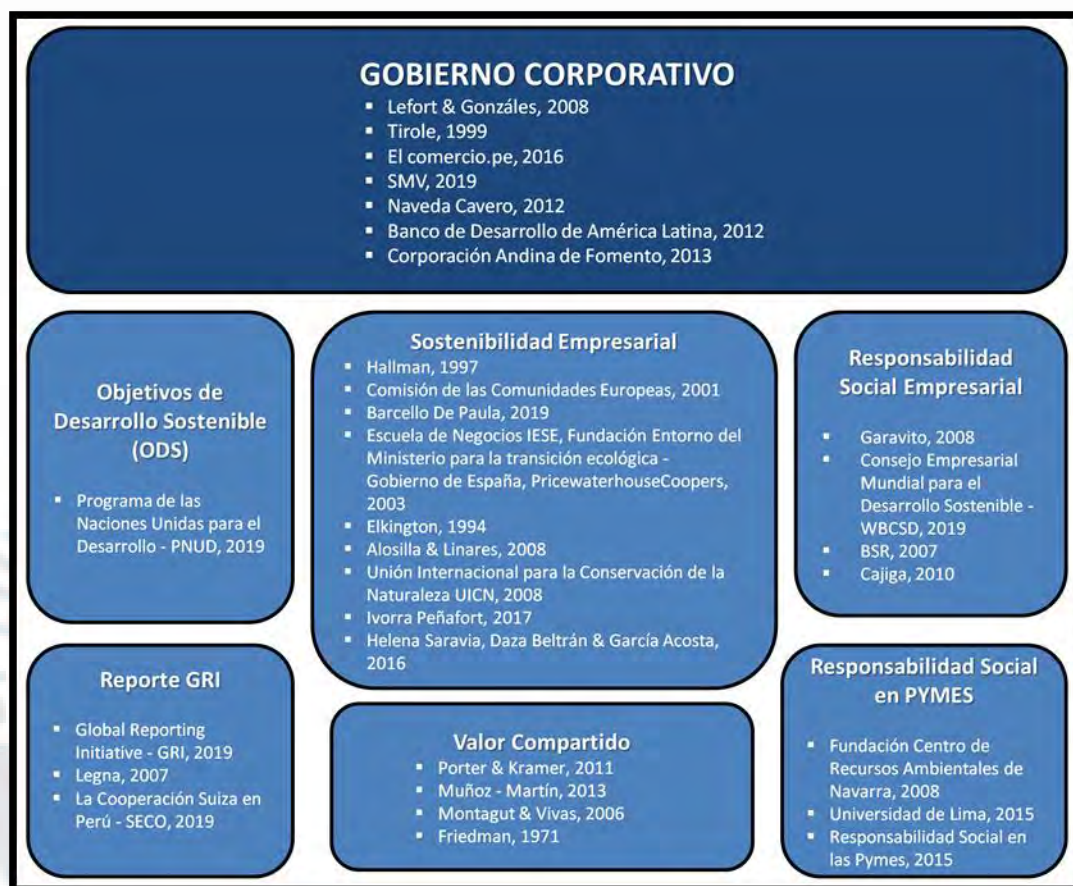 GOBIERNO CORPORATIVO
▪ Lefort & Gonzáles, 2008
▪ Tirole, 1999
▪ El comercio.pe, 2016
▪ SMV, 2019
▪ Naveda Cavero, 2012
▪ Banco de Desarrollo de América Latina, 2012
▪ Corporación Andina de Fomento, 2013
Objetivos de
Desarrollo Sostenible
(ODS)
▪ Programa de las
Naciones Unidas para el
Desarrollo - PNUD, 2019
Sostenibilidad Empresarial
▪ Hallman, 1997
▪ Comisión de las Comunidades Europeas, 2001
▪ Barcello De Paula, 2019
▪ Escuela de Negocios IESE, Fundación Entorno del
Ministerio para la transición ecológica -
Gobierno de España, PricewaterhouseCoopers,
2003
▪ Elkington, 1994
▪ Alosilla & Linares, 2008
▪ Unión Internacional para la Conservación de la
Naturaleza UICN, 2008
▪ Ivorra Peñafort, 2017
▪ Helena Saravia, Daza Beltrán & García Acosta,
2016
Responsabilidad
Social Empresarial
▪ Garavito, 2008
▪ Consejo Empresarial
Mundial para el
Desarrollo Sostenible -
WBCSD, 2019
▪ BSR, 2007
▪ Cajiga, 2010
Reporte GRI
▪ Global Reporting
Initiative - GRI, 2019
▪ Legna, 2007
▪ La Cooperación Suiza en
Perú - SECO, 2019
Valor Compartido
▪ Porter & Kramer, 2011
▪ Muñoz - Martín, 2013
▪ Montagut & Vivas, 2006
▪ Friedman, 1971
Responsabilidad Social
en PYMES
▪ Fundación Centro de
Recursos Ambientales de
Navarra, 2008
▪ Universidad de Lima, 2015
▪ Responsabilidad Social en
las Pymes, 2015